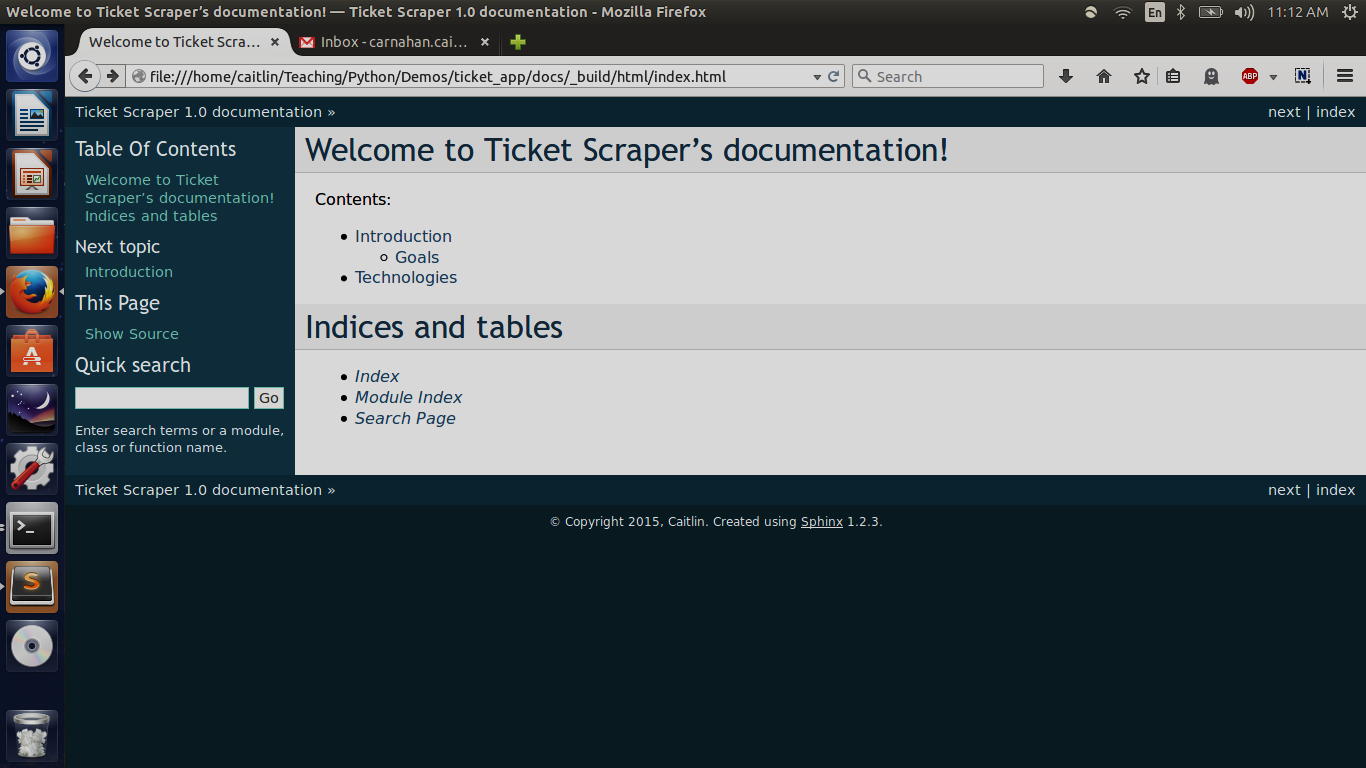 Welcome to Ticket Scraper’s documentation! — Ticket Scraper 1.0 documentation - Mozilla Firefox
En
11:12 AM
Welcome to Ticket Scra...
Inbox - carnahan.cai...
file:///home/caitlin/Teaching/Python/Demos/ticket_app/docs/_build/html/index.html
Search
ABP
N
Ticket Scraper 1.0 documentation »
next | index
Table Of Contents
Welcome to Ticket
Scraper’s documentation!
Indices and tables
Next topic
Introduction
This Page
Show Source
Quick search
Go
Enter search terms or a module,
class or function name.
Welcome to Ticket Scraper’s documentation!
Contents:
Introduction
Goals
Technologies
Indices and tables
Index
Module Index
Search Page
Ticket Scraper 1.0 documentation »
next | index
© Copyright 2015, Caitlin. Created using Sphinx 1.2.3.